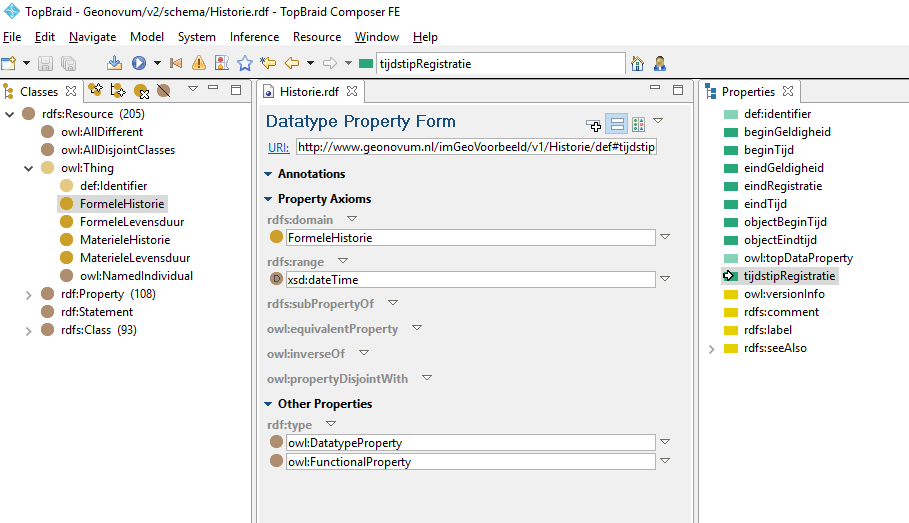 TopBraid - Geonovum/v2/schema/Historie.rdf - TopBraid Composer FE
File Edit Navigate Model System Inference Resource Window Help
tijdstipRegistratie
Classes
rdfs:Resource (205)
owl:AllDifferent
owl:AllDisjointClasses
owl:Thing
def:Identifier
FormeleHistorie
FormeleLevensduur
MaterieleHistorie
MaterieleLevensduur
owl:NamedIndividual
rdf:Property (108)
rdf:Statement
rdfs:Class (93)
Historie.rdf
Datatype Property Form
URI: http://www.geonovum.nl/imGeoVoorbeeld/v1/Historie/def#tijdstip
Annotations
Property Axioms
rdfs:domain
FormeleHistorie
rdfs:range
D xsd:dateTime
rdfs:subPropertyOf
owl:equivalentProperty
owl:inverseOf
owl:propertyDisjointWith
Other Properties
rdf:type
owl:DatatypeProperty
owl:FunctionalProperty
Properties
def:identifier
beginGeldigheid
beginTijd
eindGeldigheid
eindRegistratie
eindTijd
objectBeginTijd
objectEindtijd
owl:topDataProperty
tijdstipRegistratie
owl:versionInfo
rdfs:comment
rdfs:label
rdfs:seeAlso